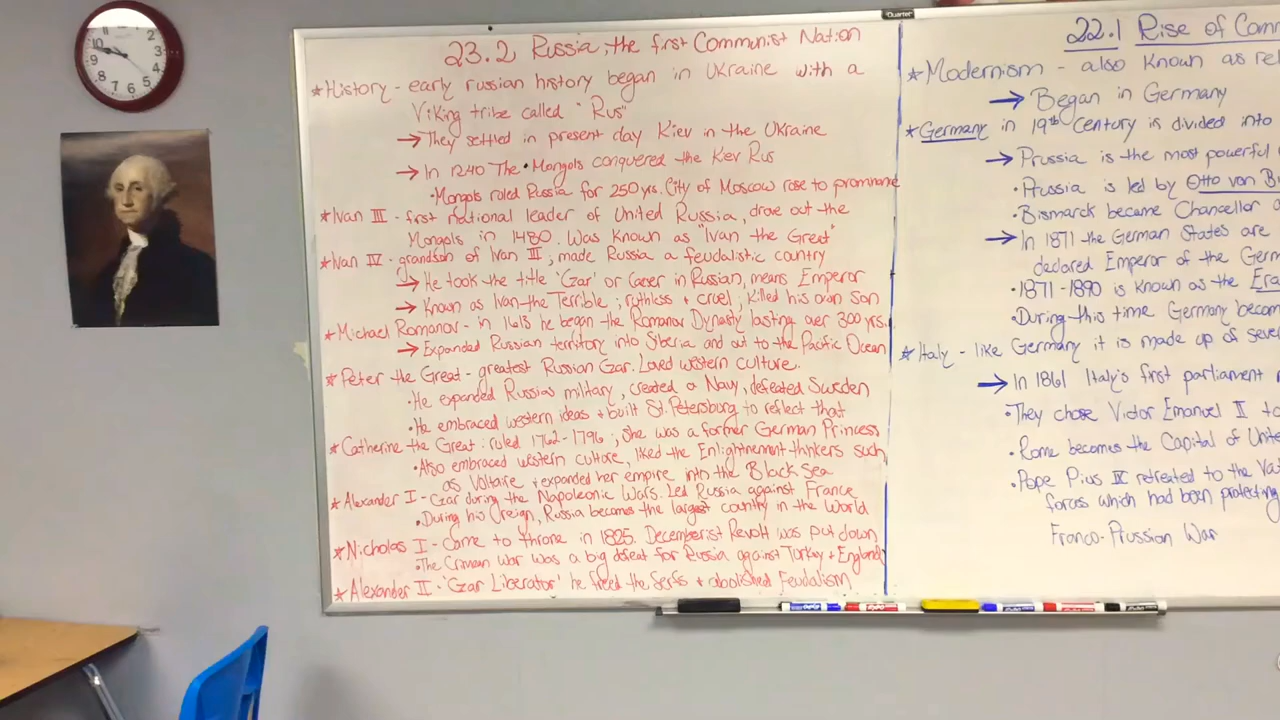 "Quartet"
23.2 Russia the first Communist Nation
*History - early russian history began in Ukraine with a
Viking tribe called "Rus"
→They settled in present day Kiev in the Ukraine
→In 1240 The • Mongols conquered the Kiev Rus
•Mongols ruled Russia for 250 yrs. City of Moscow rose to prominance
*Ivan III - first national leader of United Russia, drove out the
Mongols in 1480. Was known as "Ivan the Great"
*Ivan IV - grandson of Ivan III, made Russia a feudalistic country
→He took the title 'Czar' or Caeser in Russian, means Emperor
→Known as Ivan the Terrible; ruthless + cruel; killed his own son
*Michael Romanov - in 1613 he began the Romanov Dynasty lasting over 300 yrs.
→Expanded Russian territory into Siberia and out to the Pacific Ocean
*Peter the Great - greatest Russian Czar. Loved western culture.
•He expanded Russia's military, created a Navy, defeated Sweden
•He embraced western ideas + built St. Petersburg to reflect that
*Catherine the Great: ruled 1762-1796; She was a former German Princess
•Also embraced western culture, liked the Enlightnement thinkers such
as Voltaire + expanded her empire into the Black Sea
*Alexander I - Czar during the Napoleonic Wars. Led Russia against France
•During his reign, Russia becomes the largest country in the World
*Nicholas I - Came to throne in 1825. Decemberist Revolt was put down
•The Crimean War was a big defeat for Russia against Turkey + England
*Alexander II - 'Czar Liberator' he freed the Serfs + abolished Feudalism
22.1 Rise of Com
*Modernism - also known as re
→Began in Germany
*Germany in 19th century is divided into
→Prussia is the most powerful
•Prussia is led by Otto von B
•Bismarck became Chancellor
→In 1871 the German States are
declared Emperor of the Germ
•1871-1890 is known as the
•During this time Germany becom
*Italy - like Germany it is made up of seve
→In 1861 Italy's first parliament
•They chose Victor Emanuel II to
•Rome becomes the Capital of Unite
•Pope Pius IX retreated to the Va
forces which had been protecting
Franco-Prussian War
2
3
4
5
6
7
8
9
10